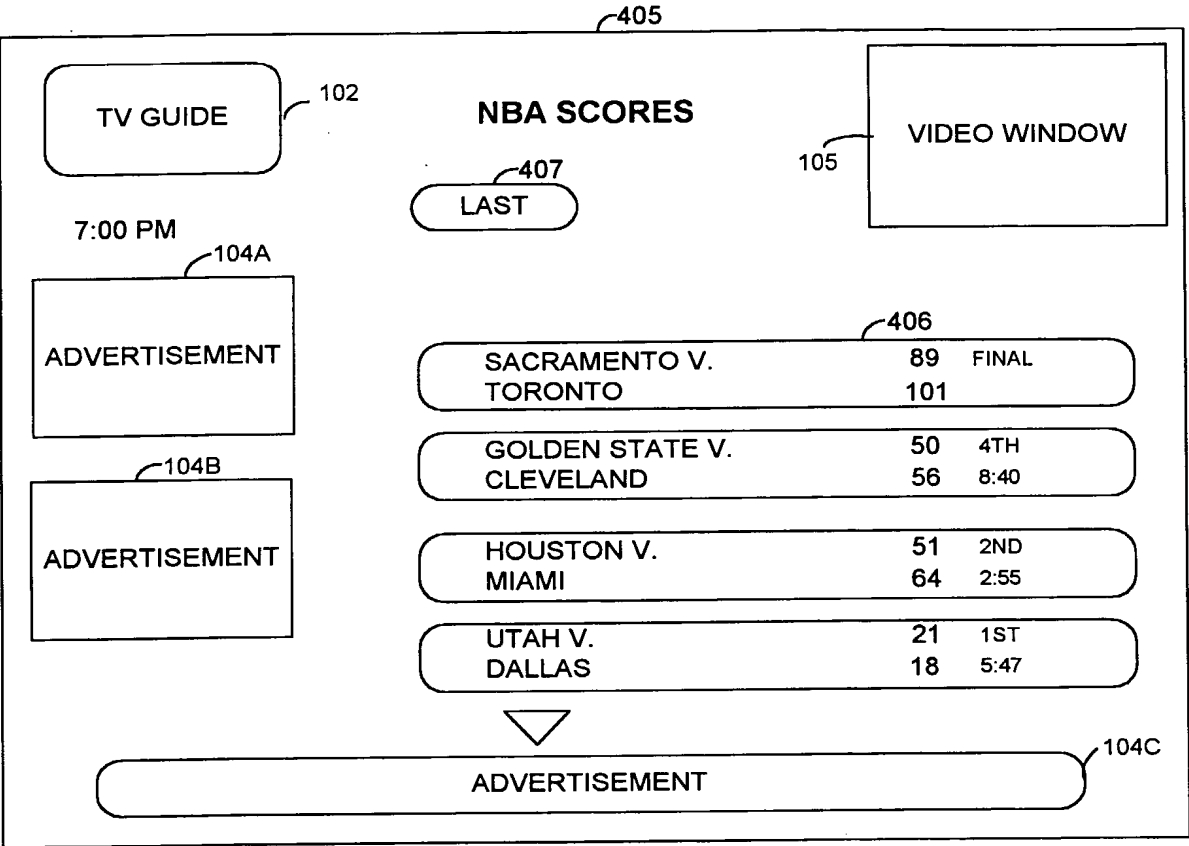 405
TV GUIDE
102
NBA SCORES
VIDEO WINDOW
105
407
LAST
7:00 PM
104A
ADVERTISEMENT
406
SACRAMENTO V. 89 FINAL
TORONTO 101
GOLDEN STATE V. 50 4TH
CLEVELAND 56 8:40
104B
ADVERTISEMENT
HOUSTON V. 51 2ND
MIAMI 64 2:55
UTAH V. 21 1ST
DALLAS 18 5:47
104C
ADVERTISEMENT